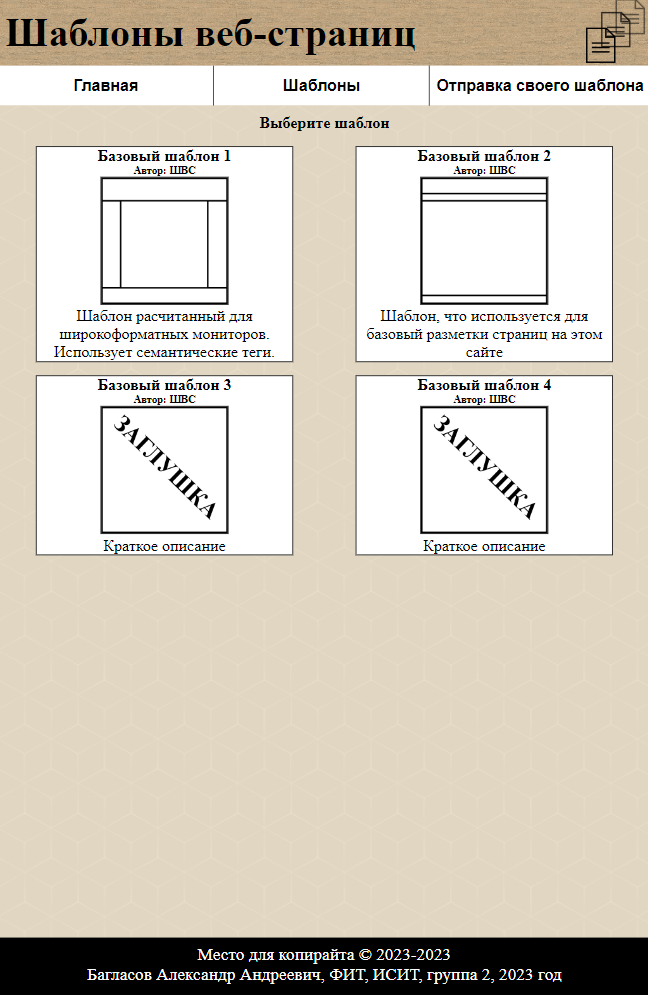 Шаблоны веб-страниц
Главная
Шаблоны
Отправка своего шаблона
Выберите шаблон
Базовый шаблон 1
Автор: ШВС
Шаблон расчитанный для
широкоформатных мониторов.
Использует семантические теги.
Базовый шаблон 2
Автор: ШВС
Шаблон, что используется для
базовый разметки страниц на этом
сайте
Базовый шаблон 3
Автор: ШВС
ЗАГЛУШКА
Краткое описание
Базовый шаблон 4
Автор: ШВС
ЗАГЛУШКА
Краткое описание
Место для копирайта © 2023-2023
Багласов Александр Андреевич, ФИТ, ИСИТ, группа 2, 2023 год